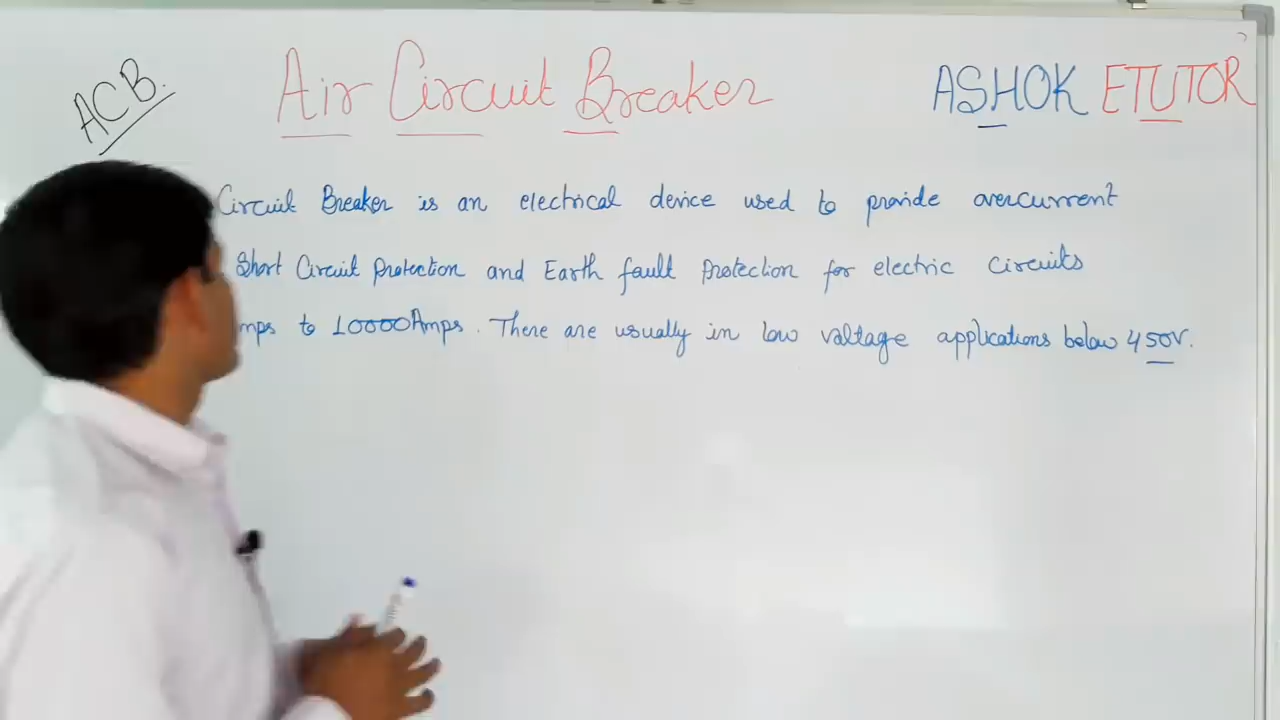 ACB.
Air Circuit Breaker
ASHOK ETUTOR
Circuit Breaker is an electrical device used to provide overcurrent
Short Circuit Protection and Earth fault Protection for electric circuits
mps to 10000Amps. There are usually in low voltage applications below 450V.